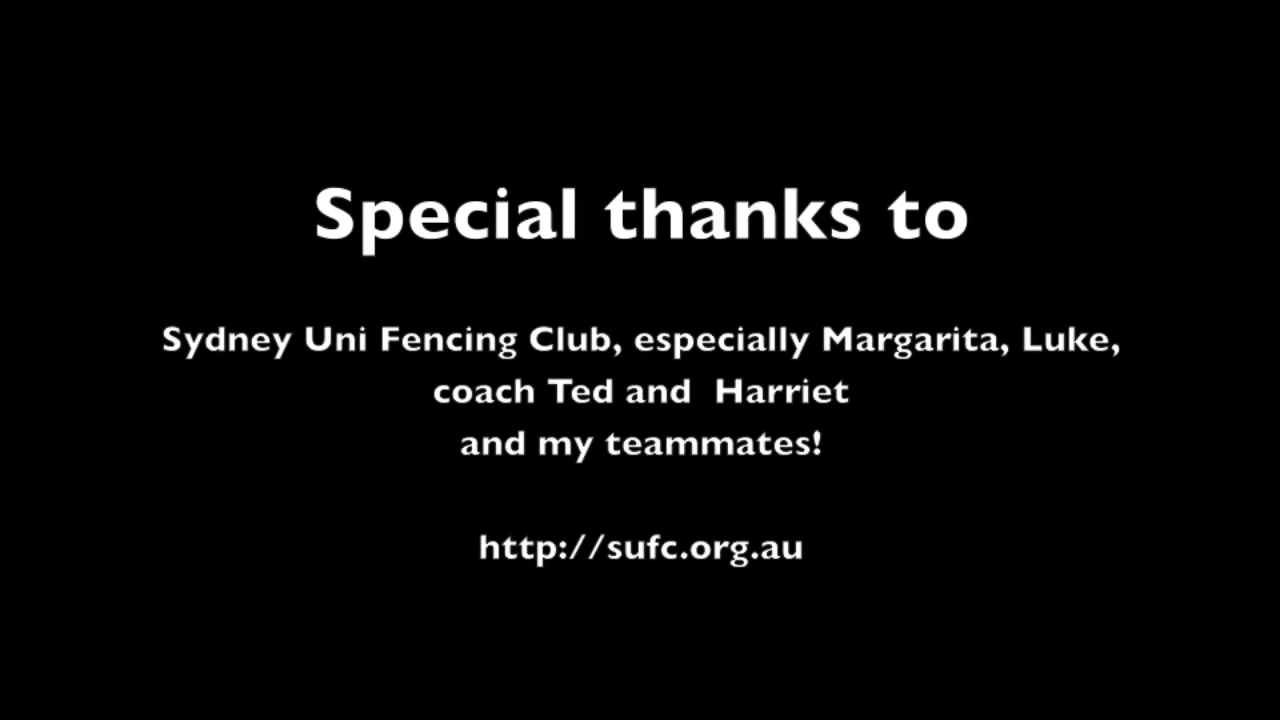 Special thanks to
Sydney Uni Fencing Club, especially Margarita, Luke,
coach Ted and  Harriet
and my teammates!
http://sufc.org.au